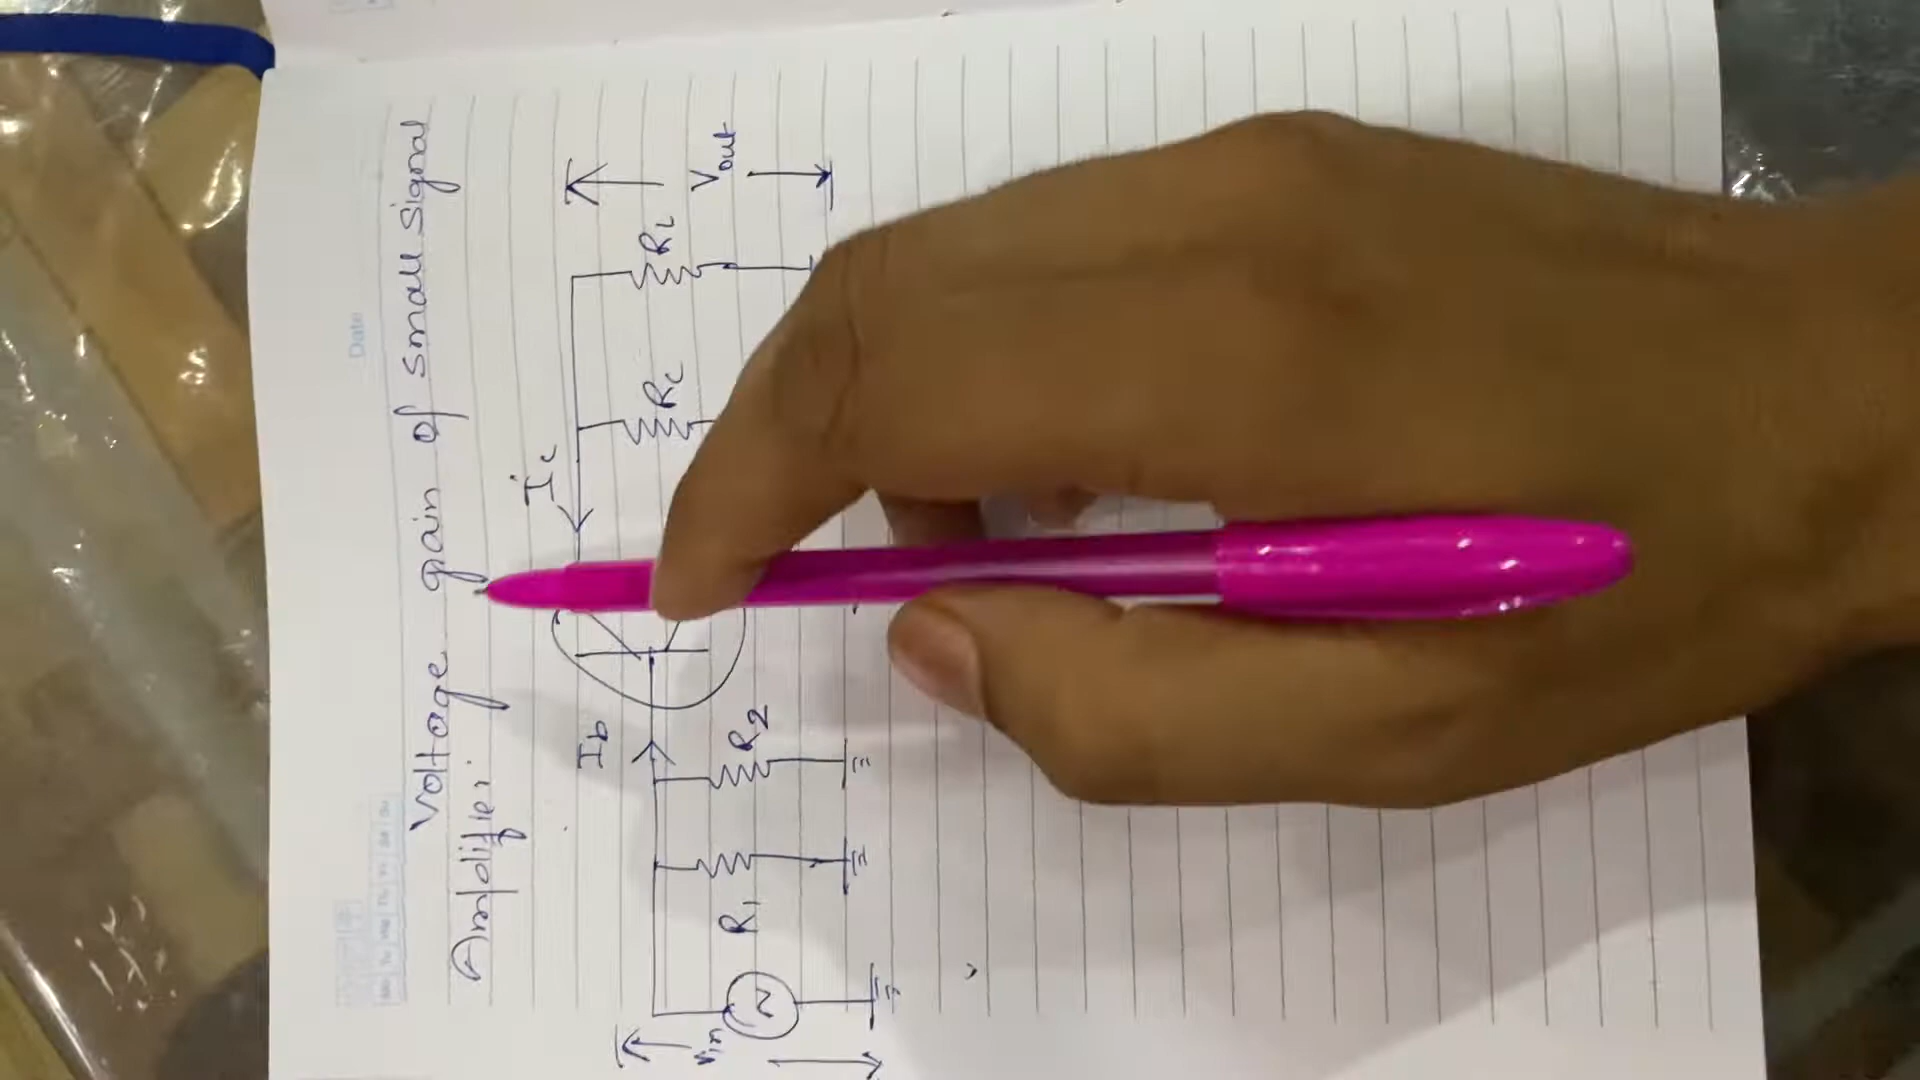 Date
Voltage gain of small signal
Amplifier:
Ib
Ic
Vin
R1
R2
RC
RL
Vout